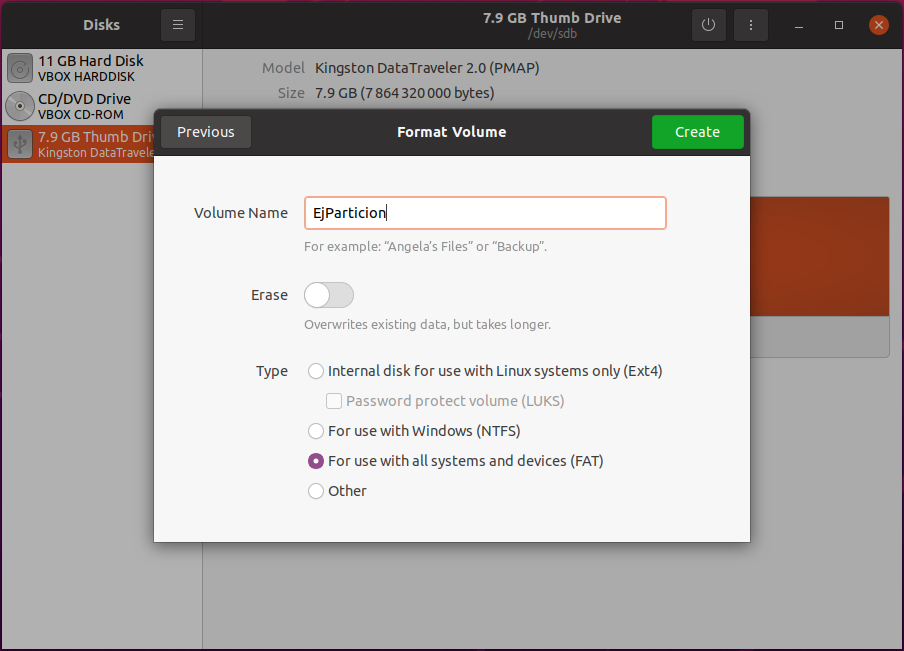 Disks
7.9 GB Thumb Drive
/dev/sdb
11 GB Hard Disk
VBOX HARDDISK
CD/DVD Drive
VBOX CD-ROM
7.9 GB Thumb Dri
Kingston DataTravele
Model Kingston DataTraveler 2.0 (PMAP)
Size 7.9 GB (7 864 320 000 bytes)
Previous
Format Volume
Create
Volume Name EjParticion
For example: “Angela’s Files” or “Backup”.
Erase
Overwrites existing data, but takes longer.
Type Internal disk for use with Linux systems only (Ext4)
Password protect volume (LUKS)
For use with Windows (NTFS)
For use with all systems and devices (FAT)
Other